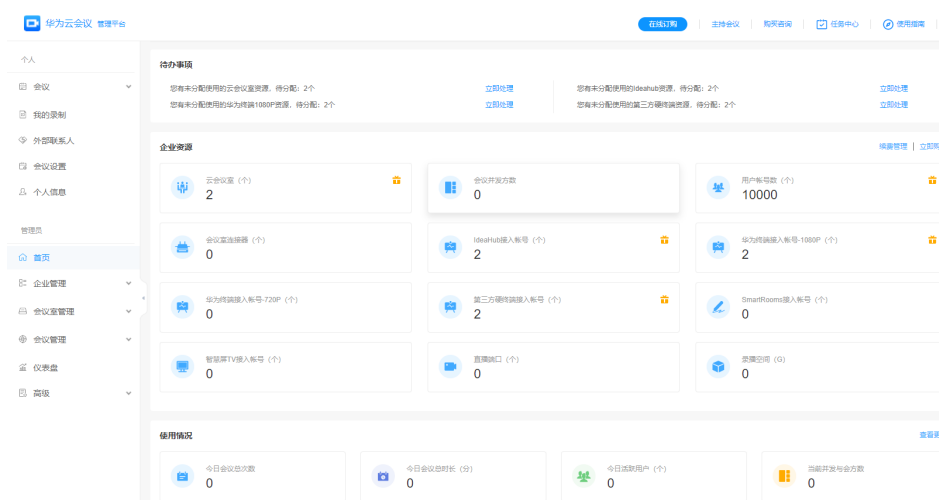 华为云会议 管理平台
在线订购 主持会议 购买咨询 任务中心 使用指南
个人
会议
我的录制
外部联系人
会议设置
个人信息
管理员
首页
企业管理
会议室管理
会议管理
仪表盘
高级
待办事项
您有未分配使用的云会议室资源，待分配：2个 立即处理
您有未分配使用的Ideahub资源，待分配：2个 立即处理
您有未分配使用的华为终端1080P资源，待分配：2个 立即处理
您有未分配使用的第三方硬终端资源，待分配：2个 立即处理
企业资源 续费管理 立即
云会议室（个）
2
会议并发方数
0
用户帐号数（个）
10000
会议室连接器（个）
0
IdeaHub接入帐号（个）
2
华为终端接入帐号-1080P（个）
2
华为终端接入帐号-720P（个）
0
第三方硬终端接入帐号（个）
2
SmartRooms接入帐号（个）
0
智慧屏TV接入帐号（个）
0
直播端口（个）
0
录播空间（G）
0
使用情况 查看
今日会议总次数
0
今日会议总时长（分）
0
今日活跃用户（个）
0
当前并发与会方数
0